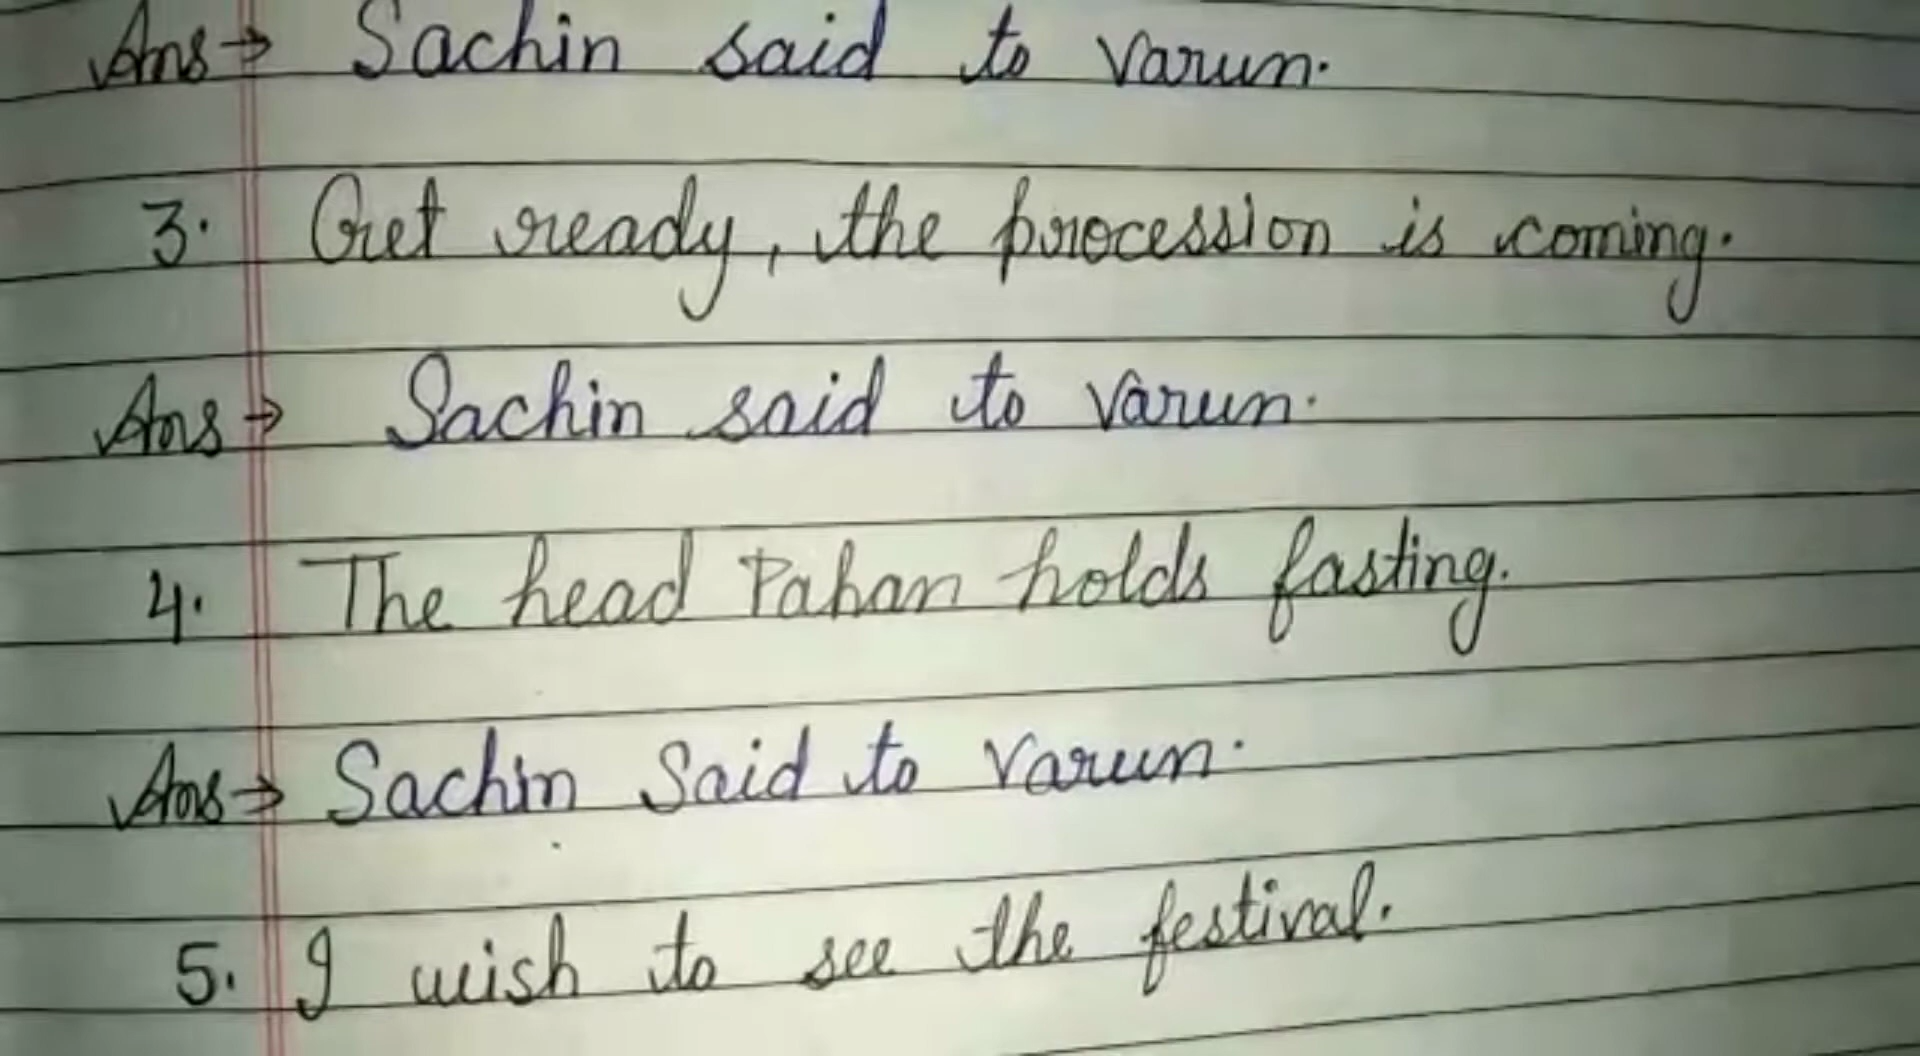 Ans→ Sachin said to Varun.
3. Get ready, the procession is coming.
Ans→ Sachin said to Varun.
4. The head Pahan holds fasting.
Ans→ Sachin Said to Varun.
5. I wish to see the festival.